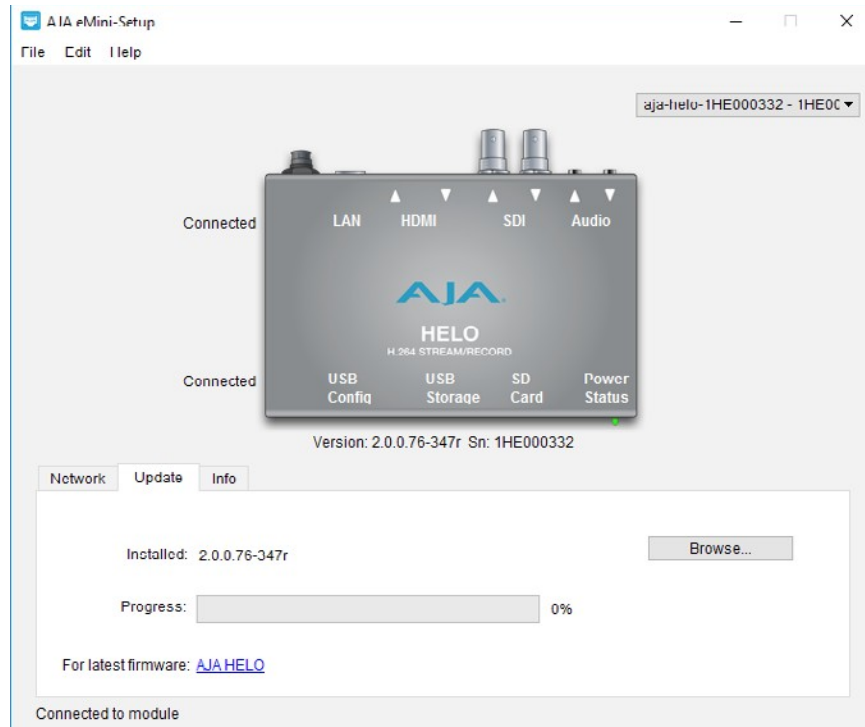 AJA eMini-Setup
File Edit Help
aja-helo-1HE000332 - 1HE0C
Connected
LAN HDMI SDI Audio
AJA
HELO
H.264 STREAM/RECORD
Connected
USB Config
USB Storage
SD Card
Power Status
Version: 2.0.0.76-347r Sn: 1HE000332
Network Update Info
Installed: 2.0.0.76-347r
Browse...
Progress:
0%
For latest firmware: AJA HELO
Connected to module